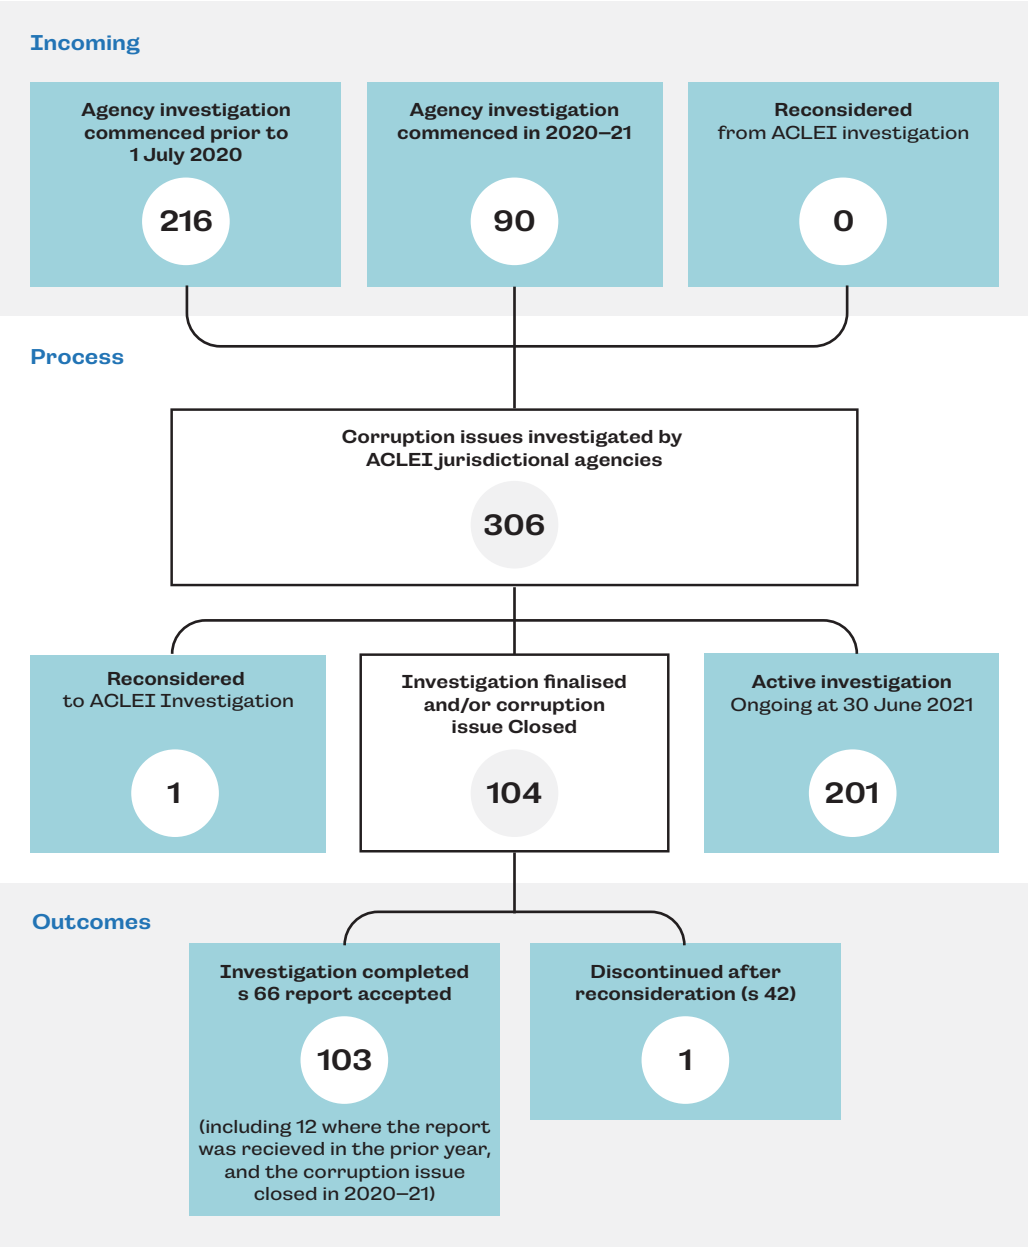 Incoming
Agency investigation
commenced prior to
1 July 2020
216
Agency investigation
commenced in 2020–21
90
Reconsidered
from ACLEI investigation
0
Process
Corruption issues investigated by
ACLEI jurisdictional agencies
306
Reconsidered
to ACLEI Investigation
1
Investigation finalised
and/or corruption
issue Closed
104
Active investigation
Ongoing at 30 June 2021
201
Outcomes
Investigation completed
s 66 report accepted
103
(including 12 where the report
was recieved in the prior year,
and the corruption issue
closed in 2020–21)
Discontinued after
reconsideration (s 42)
1